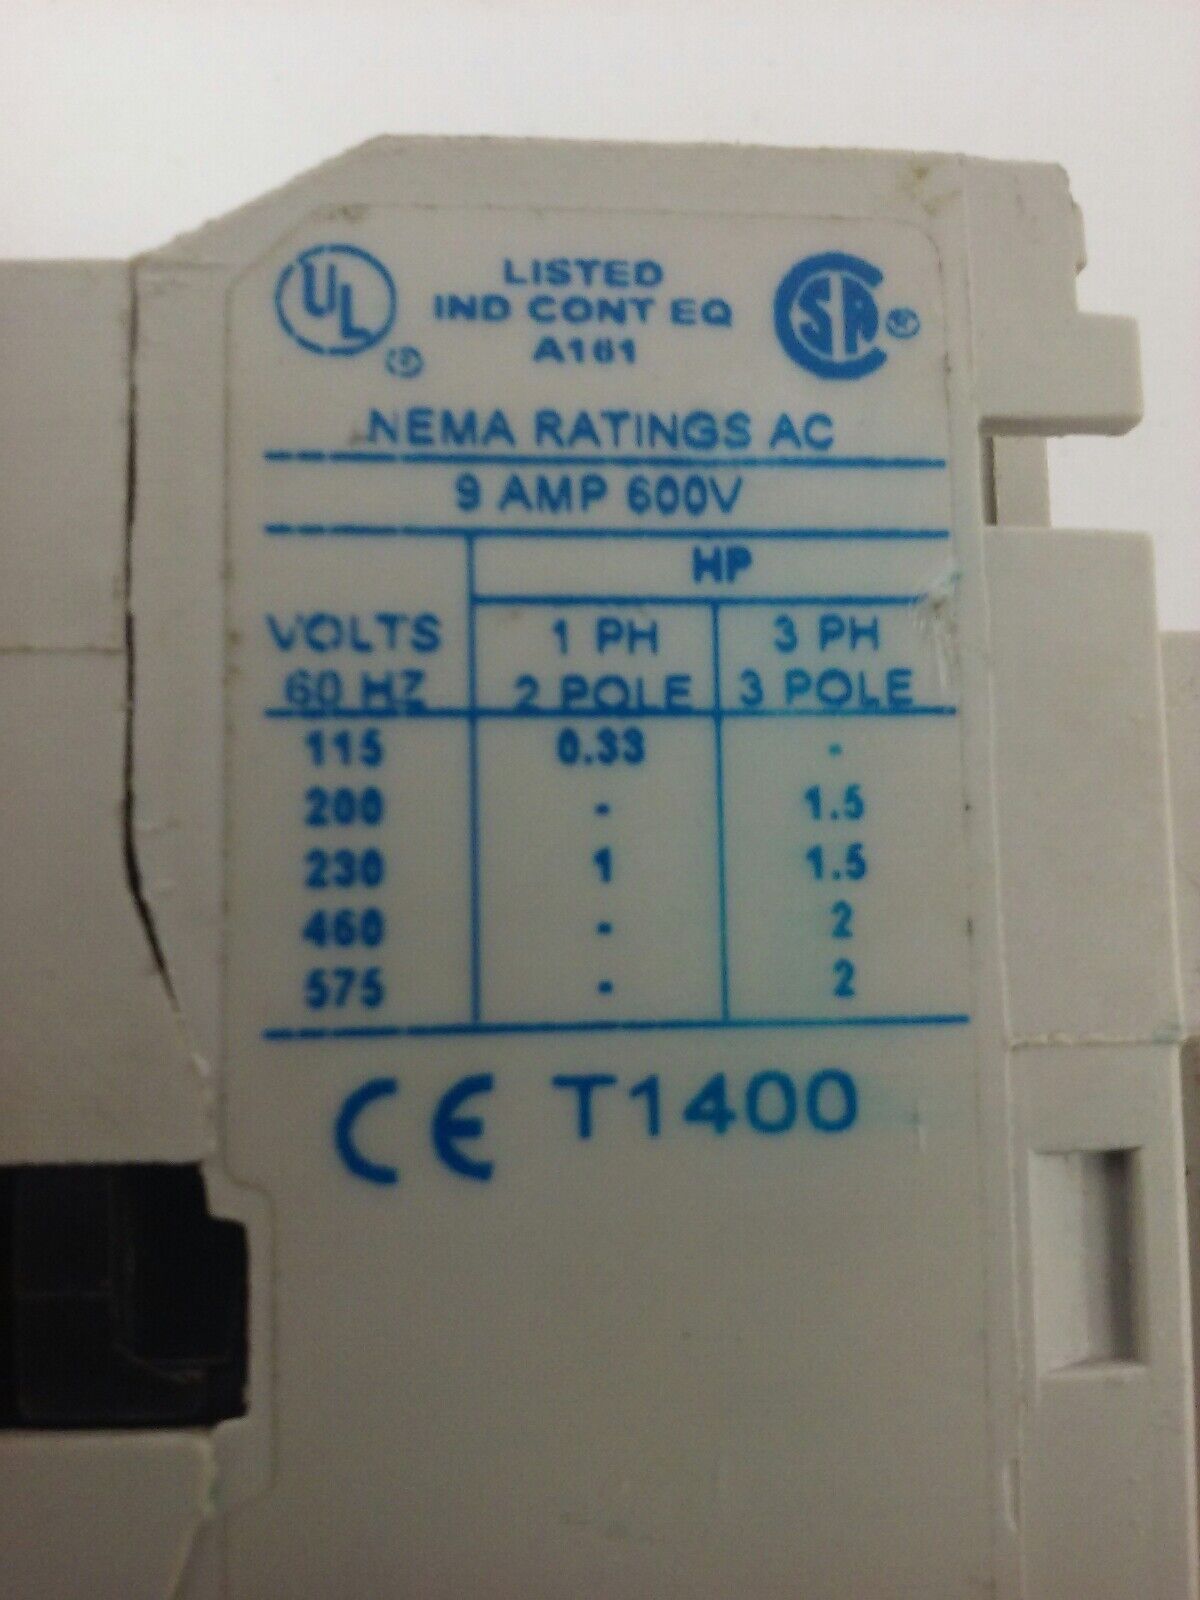 UL ®
LISTED
IND CONT EQ
A161
CSA ®
NEMA RATINGS AC
9 AMP 600V
HP
VOLTS 1 PH 3 PH
60 HZ 2 POLE 3 POLE
115 0.33 -
200 - 1.5
230 1 1.5
460 - 2
575 - 2
CE T1400